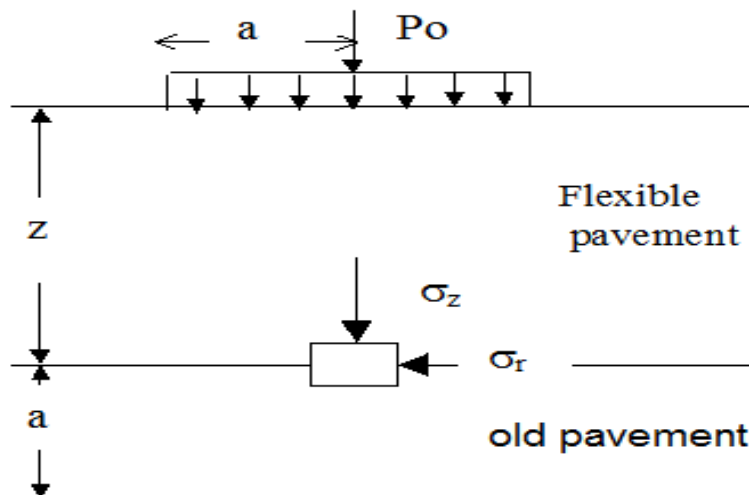 a
Po
Flexible
pavement
z
σz
σr
a
old pavement